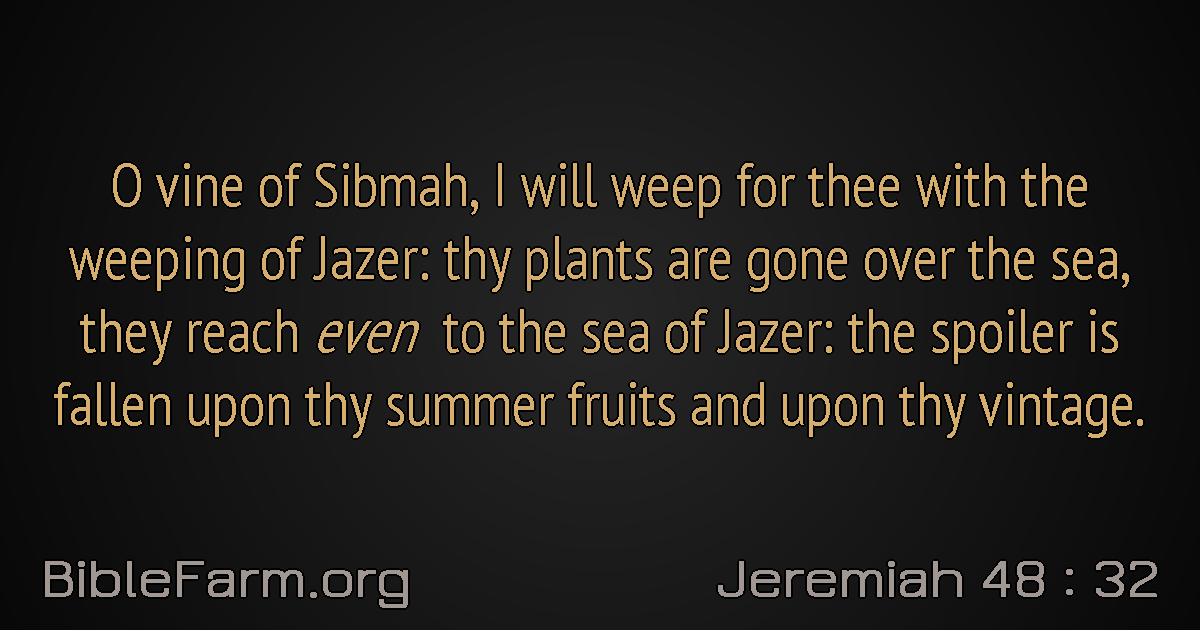 O vine of Sibmah, I will weep for thee with the
weeping of Jazer: thy plants are gone over the sea,
they reach even to the sea of Jazer: the spoiler is
fallen upon thy summer fruits and upon thy vintage.
BibleFarm.org
Jeremiah 48 : 32